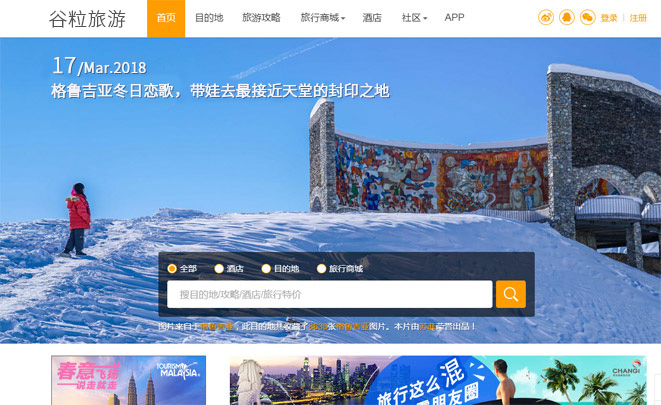 谷粒旅游 首页 目的地 旅游攻略 旅行商城 酒店 社区 APP 登录 | 注册
17/Mar.2018
格鲁吉亚冬日恋歌，带娃去最接近天堂的封印之地
全部 酒店 目的地 旅行商城
搜目的地/攻略/酒店/旅行特价
图片来自于，此目的地共收藏了张图片。本片由荣誉出品！
春意飞扬
一说走就走
TOURISM
MALAYSIA
旅行这么混
朋友圈
CHANGI